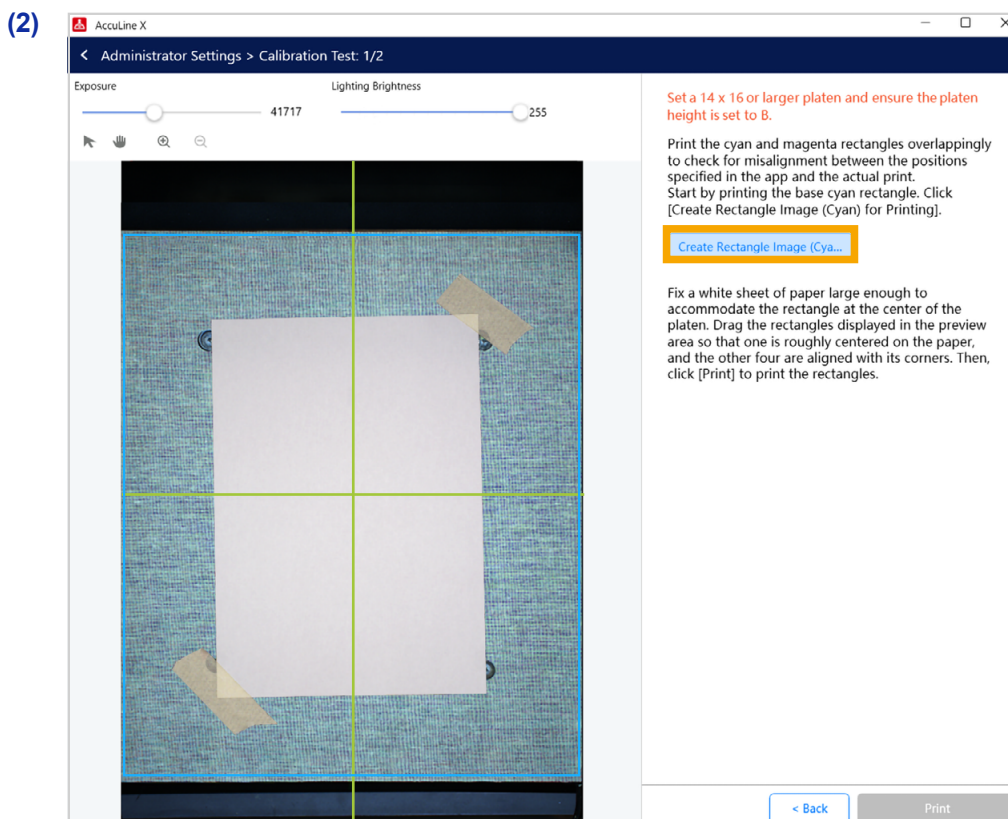 (2)
AccuLine X
Administrator Settings > Calibration Test: 1/2
Exposure
41717
Lighting Brightness
255
Set a 14 x 16 or larger platen and ensure the platen
height is set to B.
Print the cyan and magenta rectangles overlappingly
to check for misalignment between the positions
specified in the app and the actual print.
Start by printing the base cyan rectangle. Click
[Create Rectangle Image (Cyan) for Printing].
Create Rectangle Image (Cya...
Fix a white sheet of paper large enough to
accommodate the rectangle at the center of the
platen. Drag the rectangles displayed in the preview
area so that one is roughly centered on the paper,
and the other four are aligned with its corners. Then,
click [Print] to print the rectangles.
< Back
Print